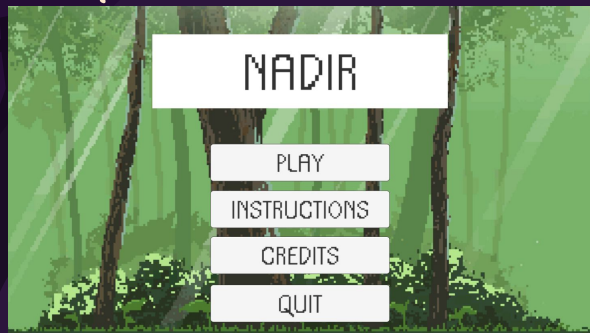 NADIR
PLAY
INSTRUCTIONS
CREDITS
QUIT